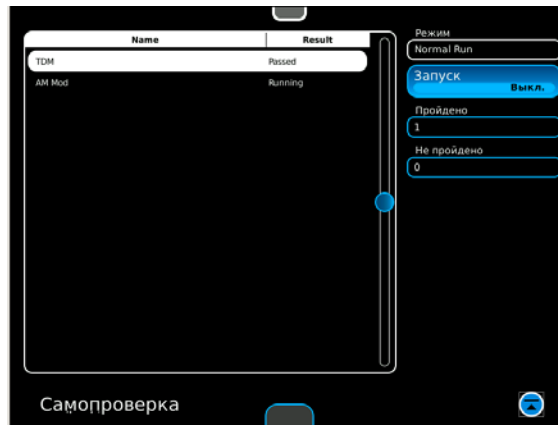 Name Result
TDM Passed
AM Mod Running
Режим
Normal Run
Запуск
Выкл.
Пройдено
1
Не пройдено
0
Самопроверка